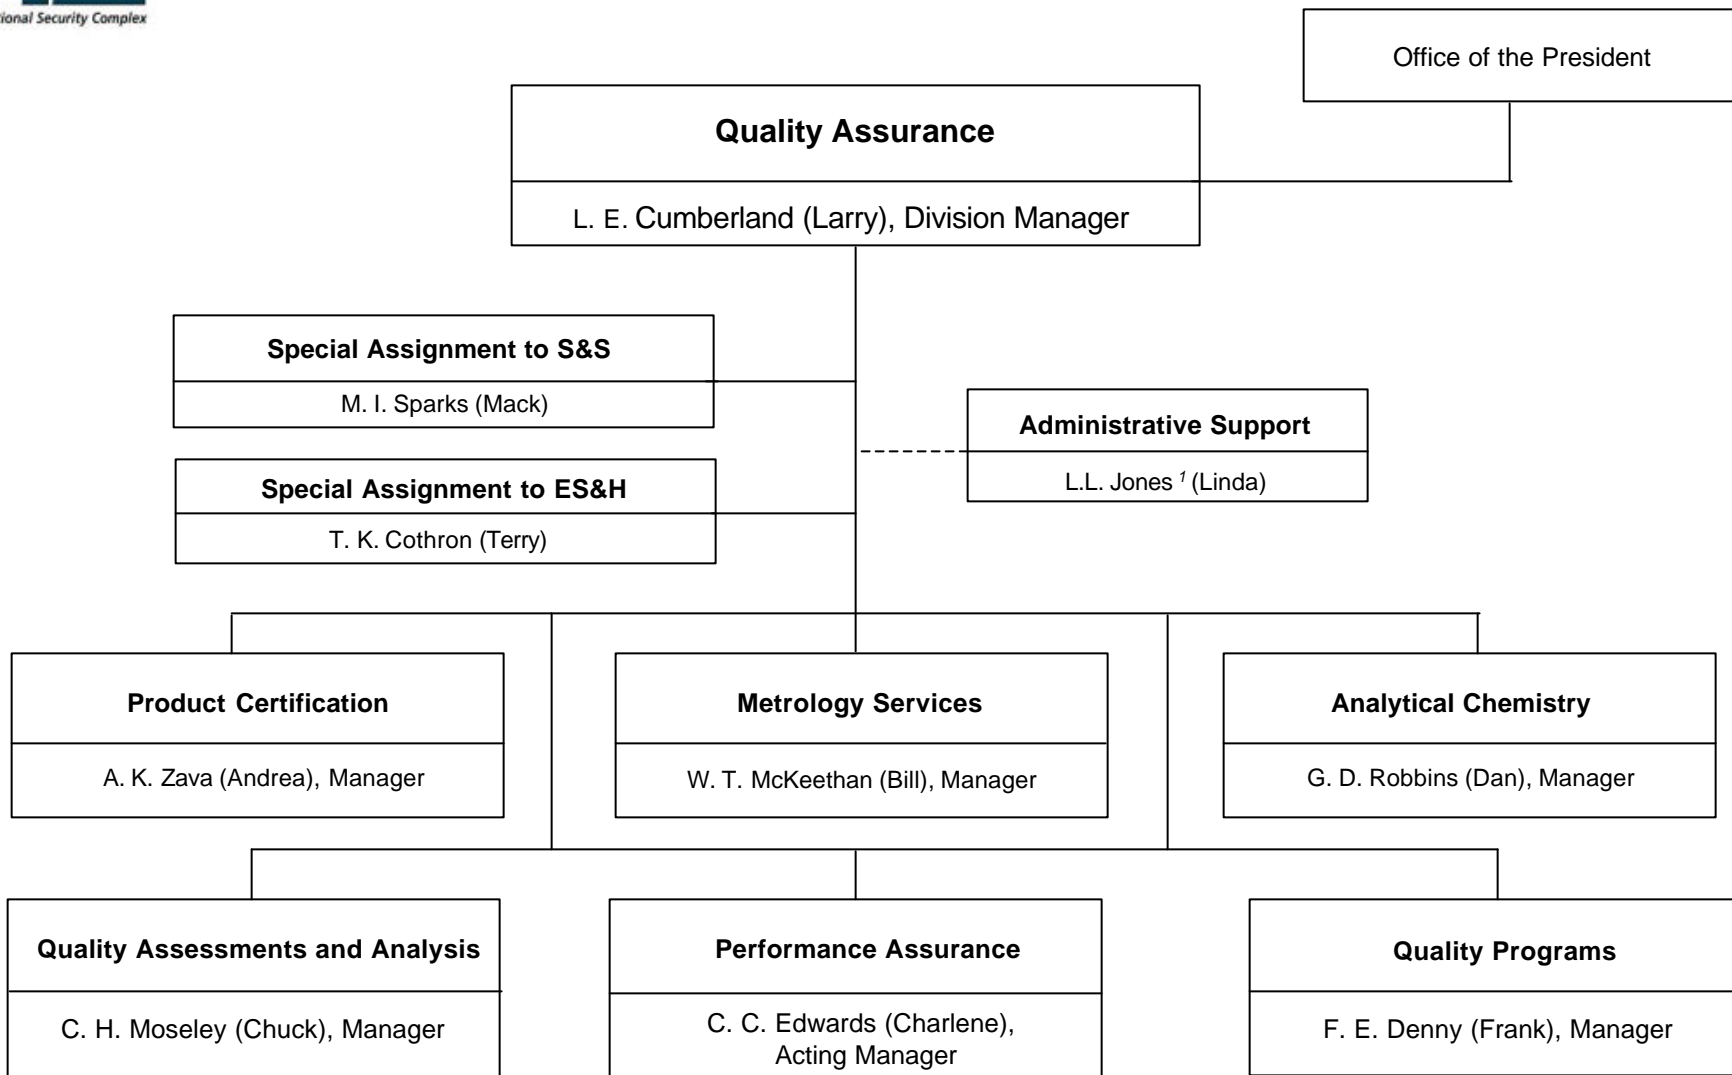 Security Complex
Office of the President
Quality Assurance
L. E. Cumberland (Larry), Division Manager
Special Assignment to S&S
M. I. Sparks (Mack)
Administrative Support
L.L. Jones 1 (Linda)
Special Assignment to ES&H
T. K. Cothron (Terry)
Product Certification
A. K. Zava (Andrea), Manager
Metrology Services
W. T. McKeethan (Bill), Manager
Analytical Chemistry
G. D. Robbins (Dan), Manager
Quality Assessments and Analysis
C. H. Moseley (Chuck), Manager
Performance Assurance
C. C. Edwards (Charlene),
Acting Manager
Quality Programs
F. E. Denny (Frank), Manager